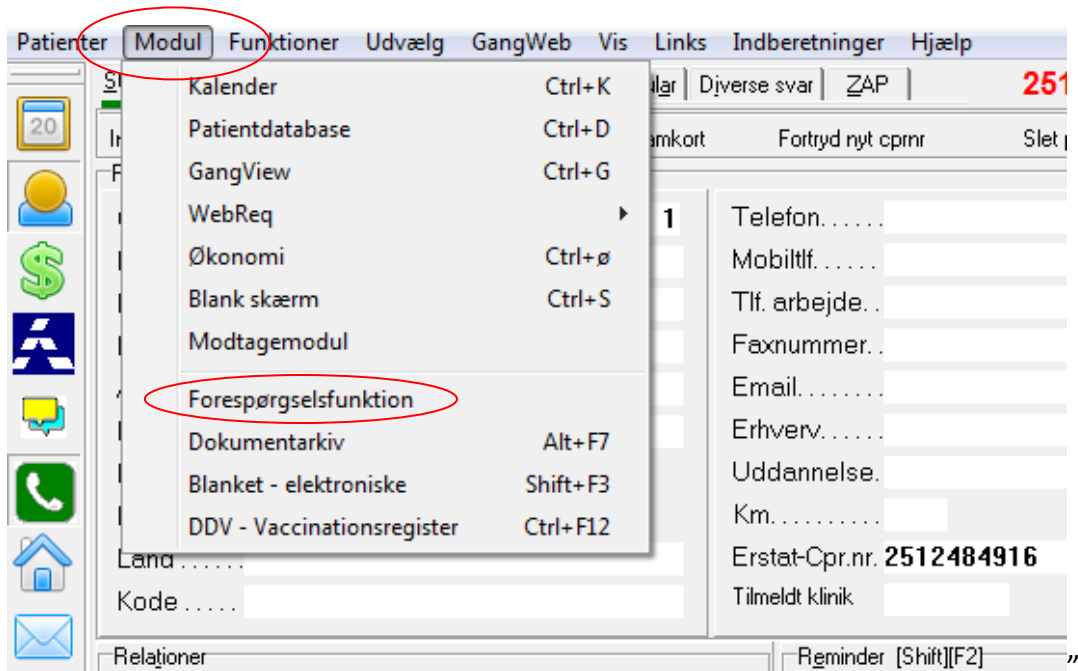 Patienter Modul Funktioner Udvælg GangWeb Vis Links Indberetninger Hjælp
Diverse svar ZAP 251
20
Fortryd nyt cprnr Slet
Kalender Ctrl+K
Patientdatabase Ctrl+D
GangView Ctrl+G
WebReq
Økonomi Ctrl+ø
Blank skærm Ctrl+S
Modtagemodul
Forespørgselsfunktion
Dokumentarkiv Alt+F7
Blanket - elektroniske Shift+F3
DDV - Vaccinationsregister Ctrl+F12
1
Land......
Kode.....
Telefon......
Mobiltlf......
Tlf. arbejde. .
Faxnummer. .
Email........
Erhverv......
Uddannelse.
Km..........
Erstat-Cpr.nr. 2512484916
Tilmeldt klinik
Relationer Reminder [Shift][F2] "